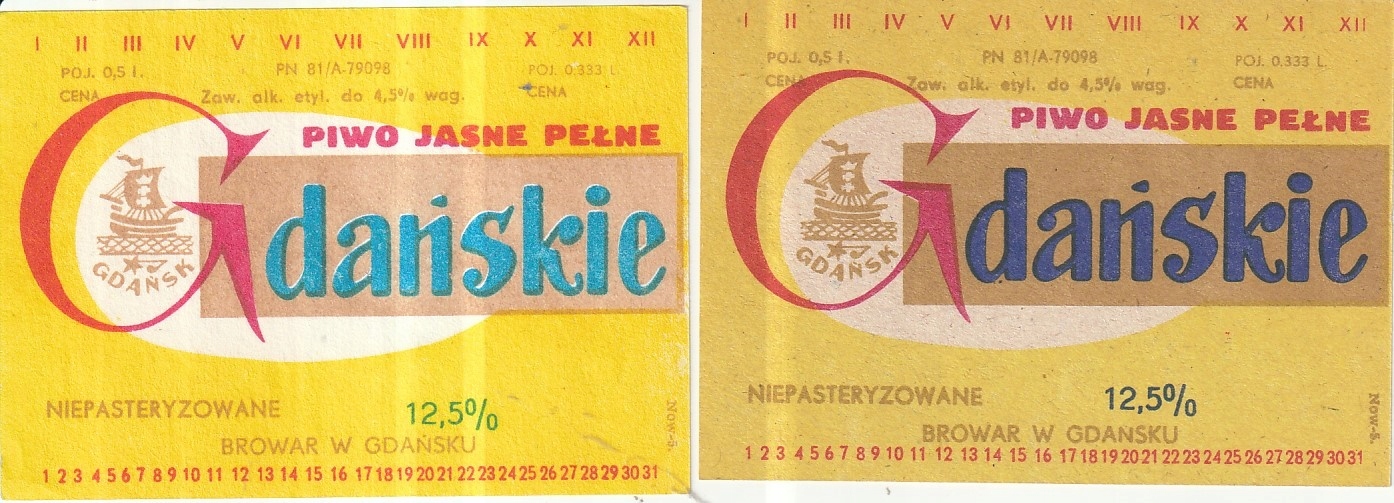 I II III IV V VI VII VIII IX X XI XII
POJ. 0,5 l. PN 81/A-79098 POJ. 0,333 L.
CENA Zaw. alk. etyl. do 4,5% wag. CENA
PIWO JASNE PEŁNE
Gdańskie
GDAŃSK
NIEPASTERYZOWANE 12,5%
BROWAR W GDAŃSKU
Now-5.
1 2 3 4 5 6 7 8 9 10 11 12 13 14 15 16 17 18 19 20 21 22 23 24 25 26 27 28 29 30 31
I II III IV V VI VII VIII IX X XI XII
POJ. 0,5 l. PN 81/A-79098 POJ. 0,333 L.
CENA Zaw. alk. etyl. do 4,5% wag. CENA
PIWO JASNE PEŁNE
Gdańskie
GDAŃSK
NIEPASTERYZOWANE 12,5%
BROWAR W GDAŃSKU
Now-5.
1 2 3 4 5 6 7 8 9 10 11 12 13 14 15 16 17 18 19 20 21 22 23 24 25 26 27 28 29 30 31